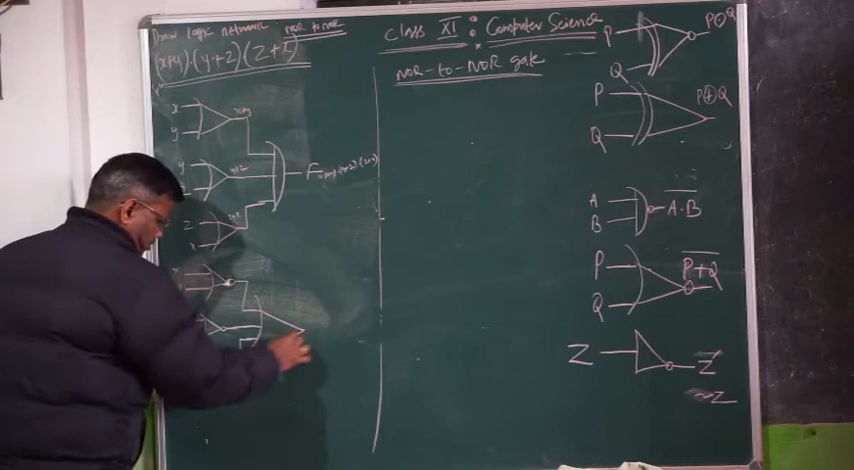 Draw logic network NOR to NOR
(x+y)·(y+z)(z+x)
x
x+y
y
y
y+z
F
z
z+x
Class XI : Computer Science
NOR-to-NOR gate
P
Q
P⊙Q
P
Q
P⊕Q
A
B
A·B
P
Q
P+Q
Z
Z
~Z